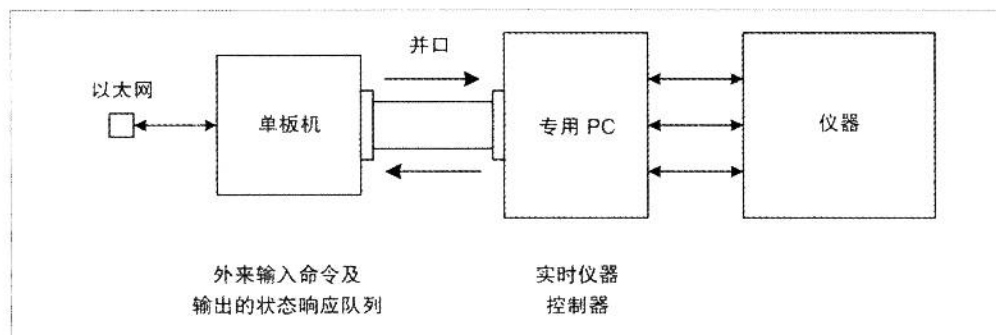 并口
以太网
单板机
专用 PC
仪器
外来输入命令及
输出的状态响应队列
实时仪器
控制器